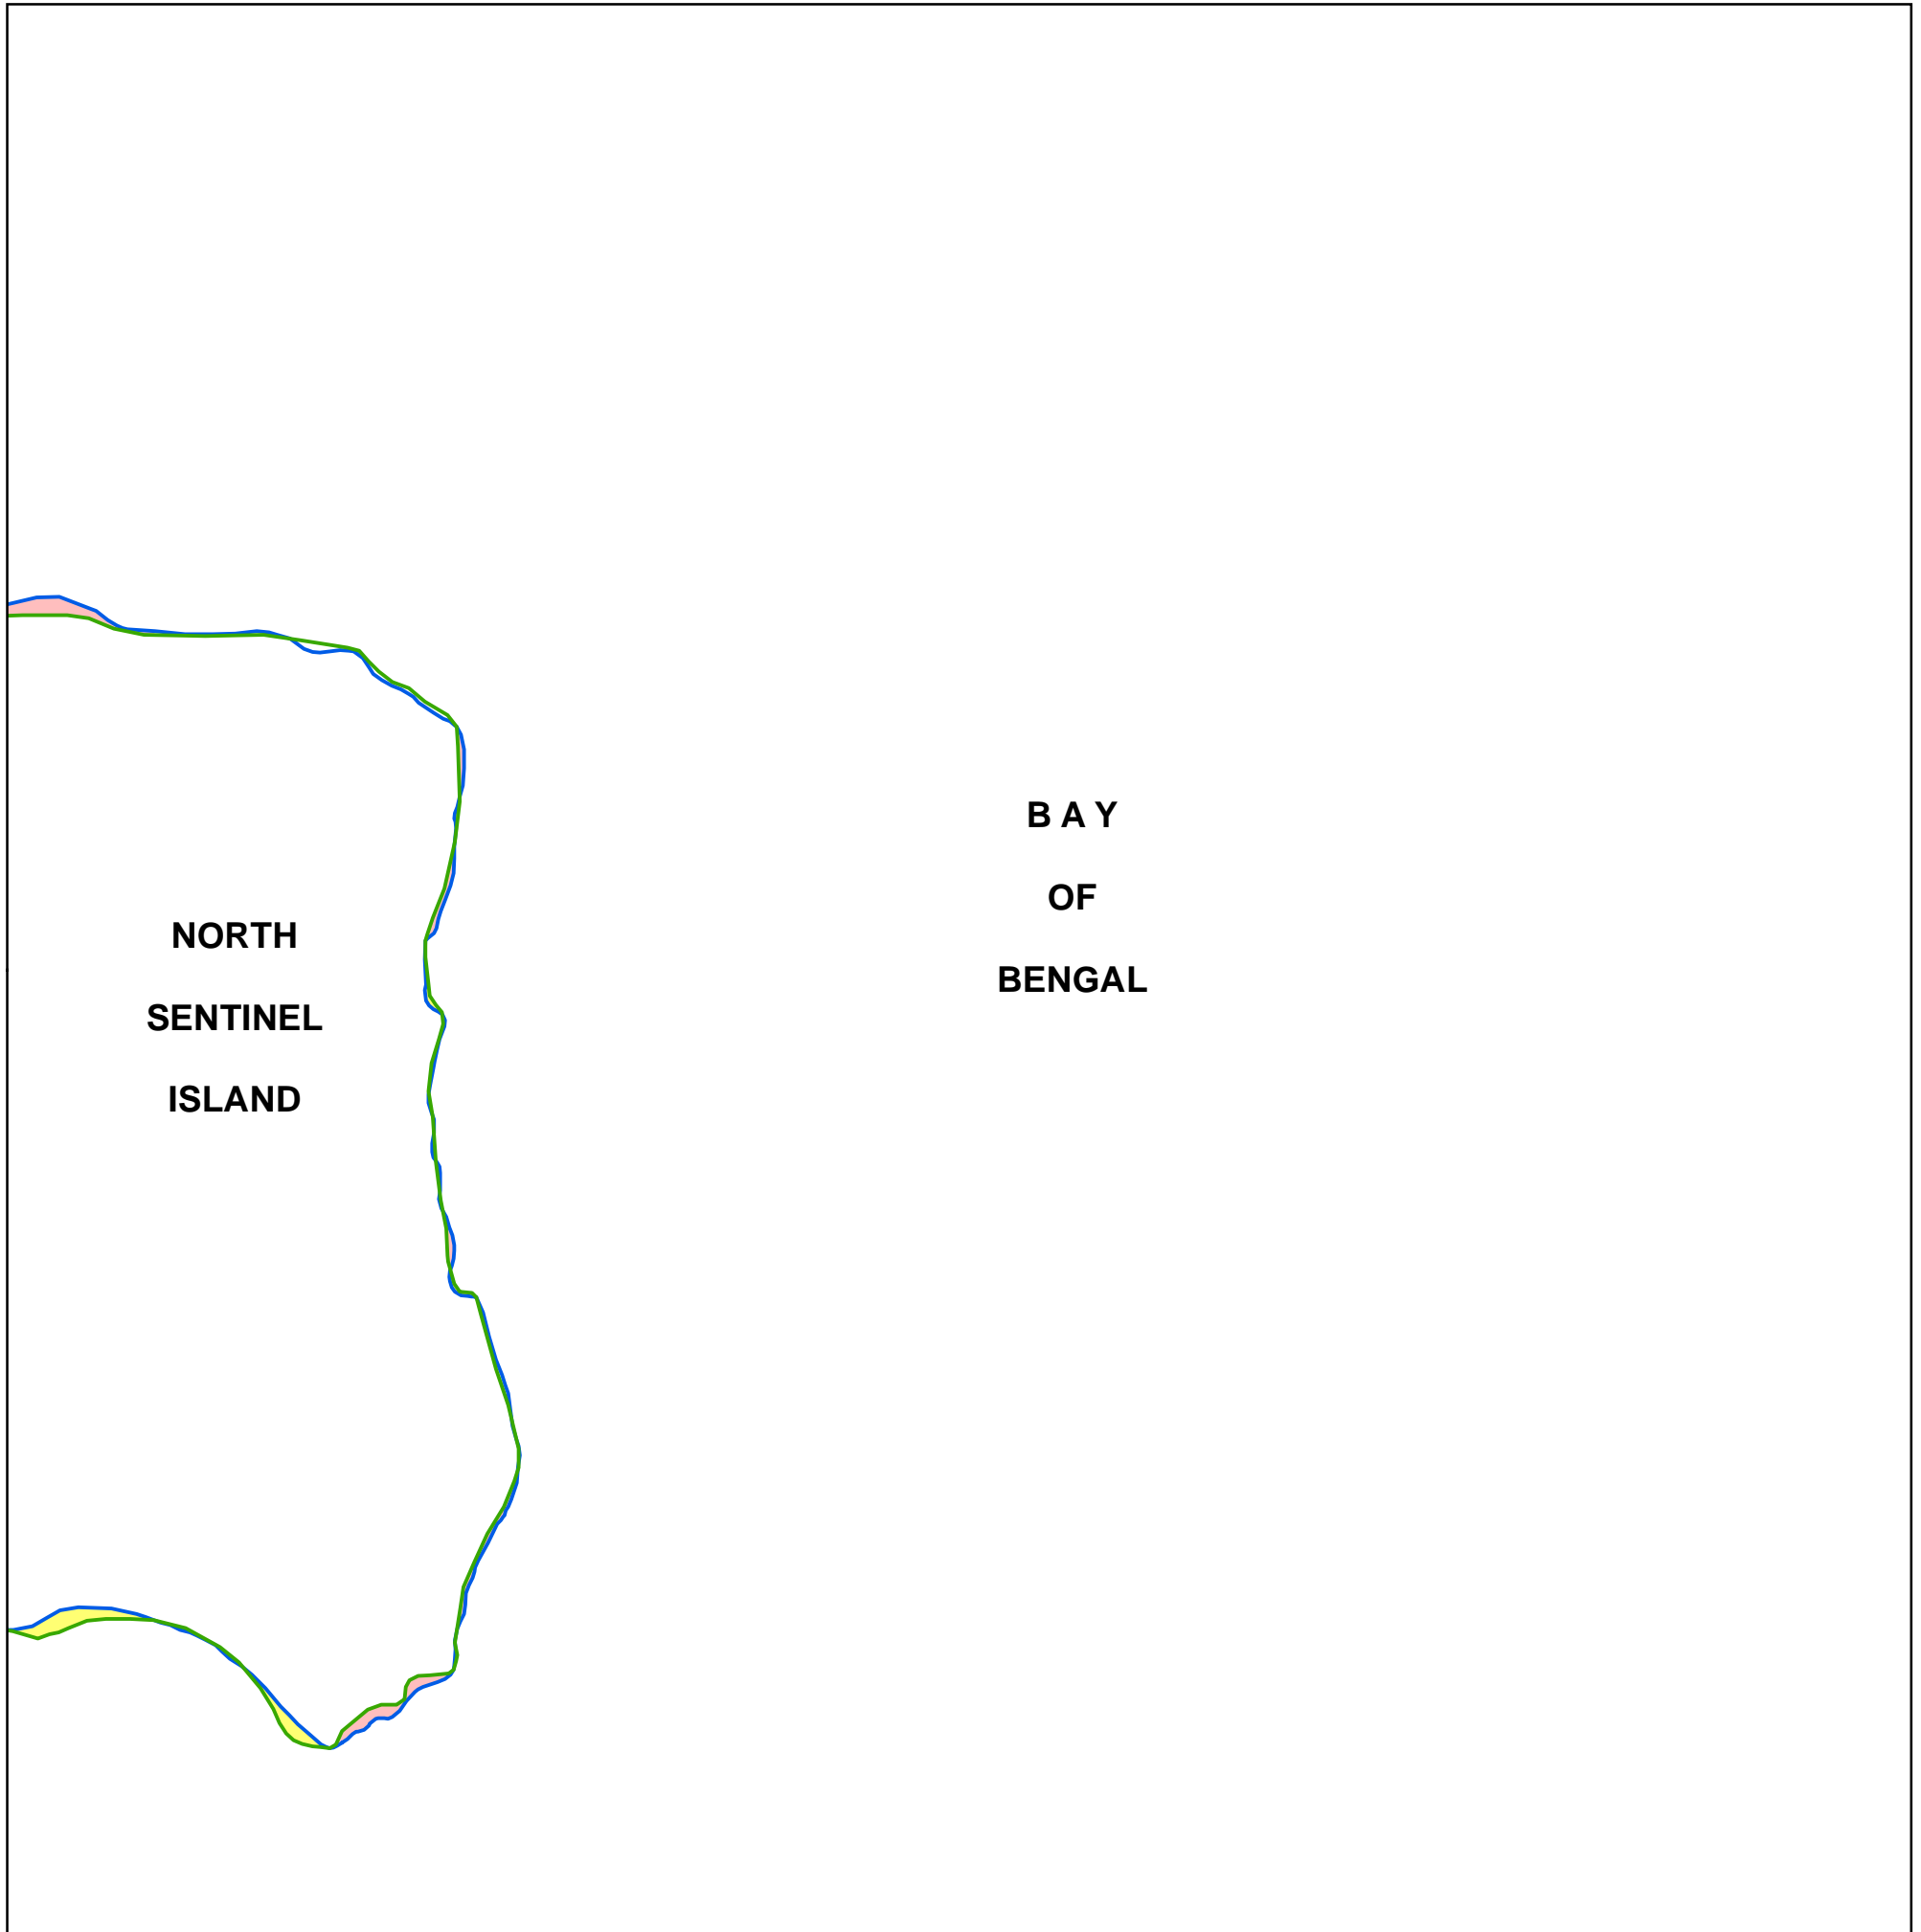 NORTH
SENTINEL
ISLAND
B A Y
OF
BENGAL